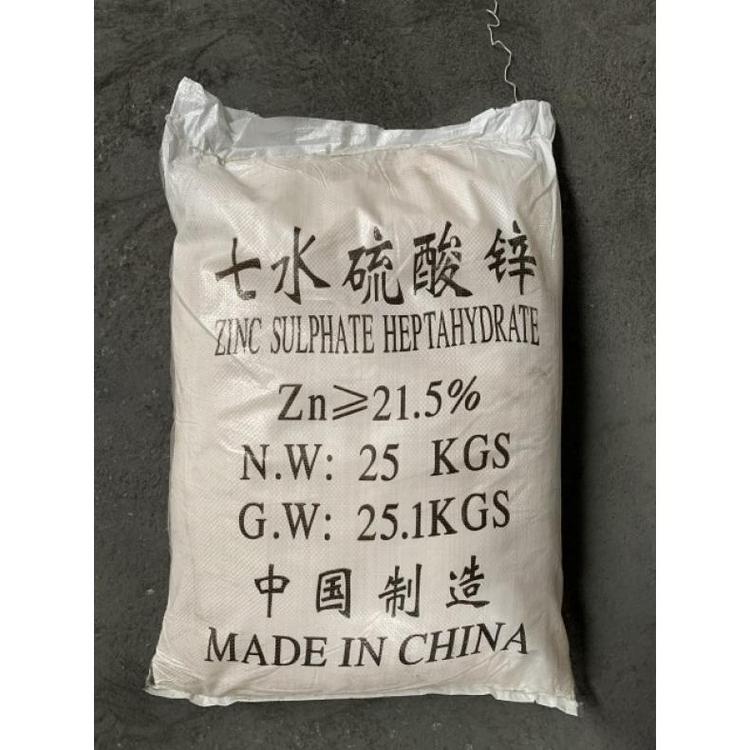 七水硫酸锌
ZINC SULPHATE HEPTAHYDRATE
Zn⩾21.5%
N.W: 25 KGS
G.W: 25.1KGS
中国制造
MADE IN CHINA